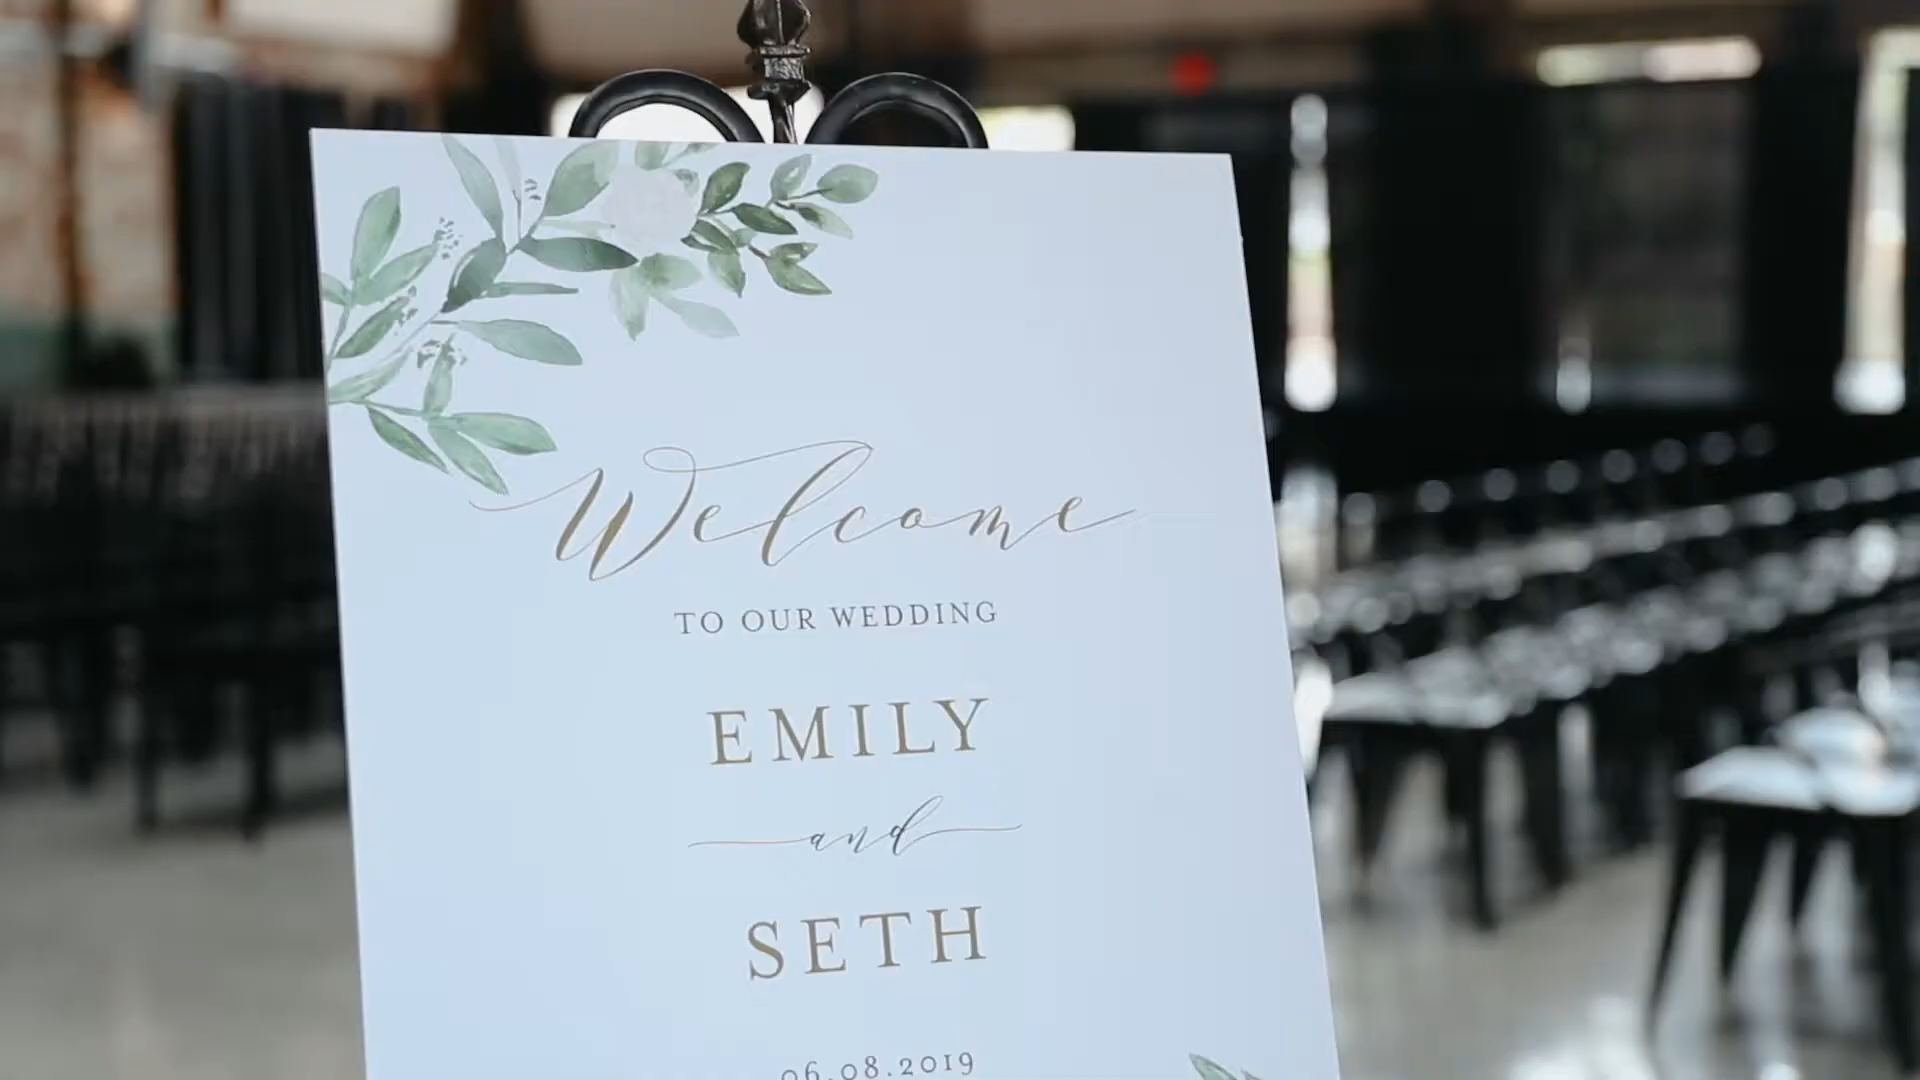 Welcome
TO OUR WEDDING
EMILY
and
SETH
06.08.2019